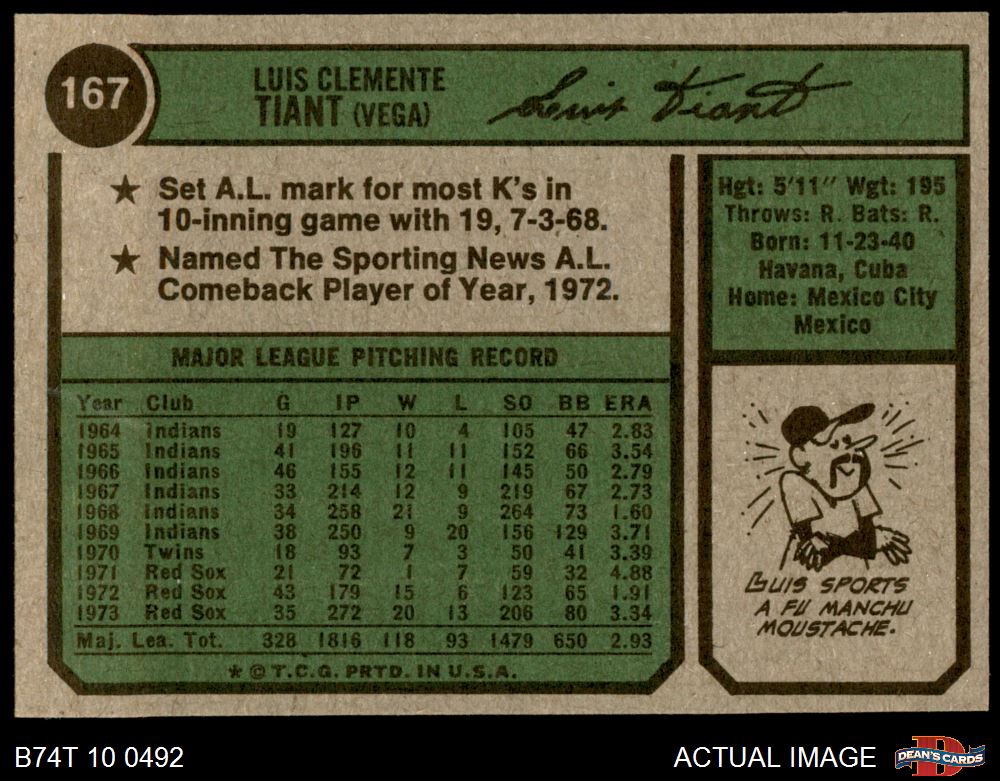 167
LUIS CLEMENTE
TIANT (VEGA)
Luis Tiant
★ Set A.L. mark for most K's in
10-inning game with 19, 7-3-68.
★ Named The Sporting News A.L.
Comeback Player of Year, 1972.
Hgt: 5'11" Wgt: 195
Throws: R. Bats: R.
Born: 11-23-40
Havana, Cuba
Home: Mexico City
Mexico
MAJOR LEAGUE PITCHING RECORD
Year Club G IP W L SO BB ERA
1964 Indians 19 127 10 4 105 47 2.83
1965 Indians 41 196 11 11 152 66 3.54
1966 Indians 46 155 12 11 145 50 2.79
1967 Indians 33 214 12 9 219 67 2.73
1968 Indians 34 258 21 9 264 73 1.60
1969 Indians 38 250 9 20 156 129 3.71
1970 Twins 18 93 7 3 50 41 3.39
1971 Red Sox 21 72 1 7 59 32 4.88
1972 Red Sox 43 179 15 6 123 65 1.91
1973 Red Sox 35 272 20 13 206 80 3.34
Maj. Lea. Tot. 328 1816 118 93 1479 650 2.93
★ © T.C.G. PRTD. IN U.S.A.
LUIS SPORTS
A FU MANCHU
MOUSTACHE.
B74T 10 0492
ACTUAL IMAGE
D
DEAN'S CARDS